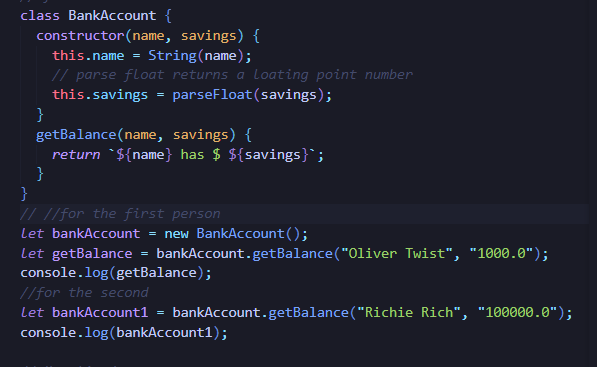 class BankAccount {
constructor(name, savings) {
this.name = String(name);
// parse float returns a loating point number
this.savings = parseFloat(savings);
}
getBalance(name, savings) {
return `${name} has $ ${savings}`;
}
}
// //for the first person
let bankAccount = new BankAccount();
let getBalance = bankAccount.getBalance("Oliver Twist", "1000.0");
console.log(getBalance);
//for the second
let bankAccount1 = bankAccount.getBalance("Richie Rich", "100000.0");
console.log(bankAccount1);